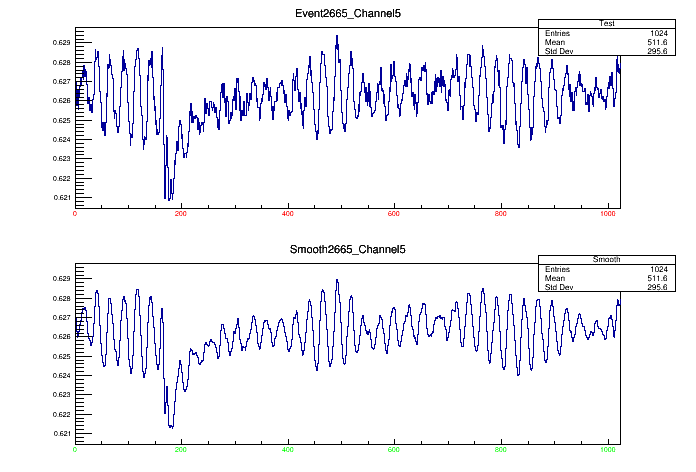 Event2665_Channel5
Test
Entries 1024
Mean 511.6
Std Dev 295.6
0.629
0.628
0.627
0.626
0.625
0.624
0.623
0.622
0.621
0 200 400 600 800 1000
Smooth2665_Channel5
Smooth
Entries 1024
Mean 511.6
Std Dev 295.6
0.629
0.628
0.627
0.626
0.625
0.624
0.623
0.622
0.621
0 200 400 600 800 1000